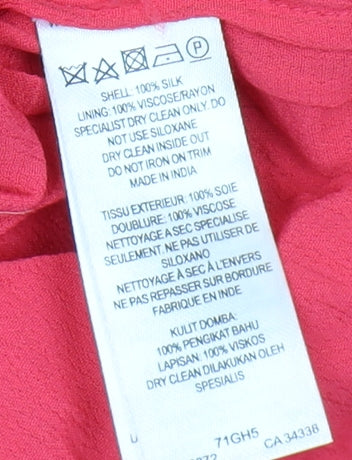 P
SHELL: 100% SILK
LINING: 100% VISCOSE/RAYON
SPECIALIST DRY CLEAN ONLY. DO
NOT USE SILOXANE
DRY CLEAN INSIDE OUT
DO NOT IRON ON TRIM
MADE IN INDIA
TISSU EXTERIEUR: 100% SOIE
DOUBLURE: 100% VISCOSE
NETTOYAGE A SEC SPECIALISE
SEULEMENT. NE PAS UTILISER DE
SILOXANO
NETTOYAGE À SEC À L'ENVERS
NE PAS REPASSER SUR BORDURE
FABRIQUE EN INDE
KULIT DOMBA:
100% PENGIKAT BAHU
LAPISAN: 100% VISKOS
DRY CLEAN DILAKUKAN OLEH
SPESIALIS
U 71GH5
CA 34338